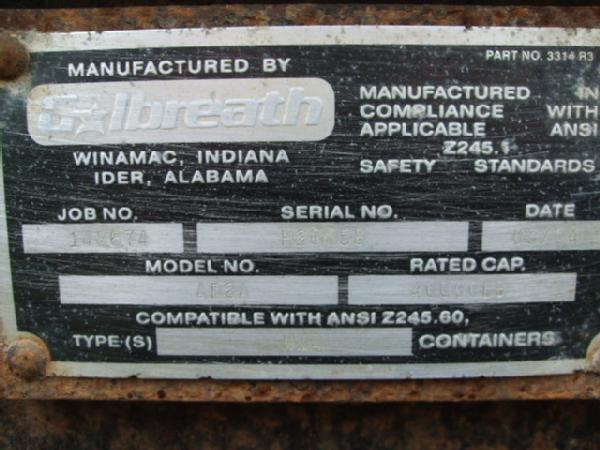 PART NO. 3314 R3
MANUFACTURED BY
Galbreath
WINAMAC, INDIANA
IDER, ALABAMA
MANUFACTURED IN
COMPLIANCE WITH
APPLICABLE ANSI
Z245.1
SAFETY STANDARDS
JOB NO. SERIAL NO. DATE
MODEL NO. RATED CAP.
COMPATIBLE WITH ANSI Z245.60,
TYPE(S) CONTAINERS